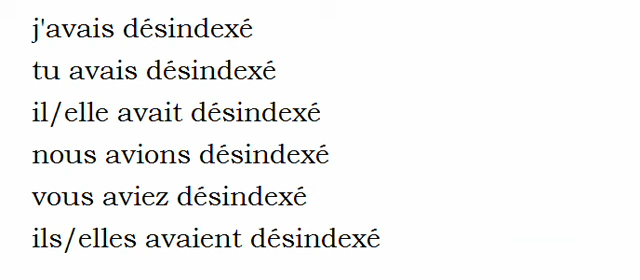 j'avais désindexé
tu avais désindexé
il/elle avait désindexé
nous avions désindexé
vous aviez désindexé
ils/elles avaient désindexé